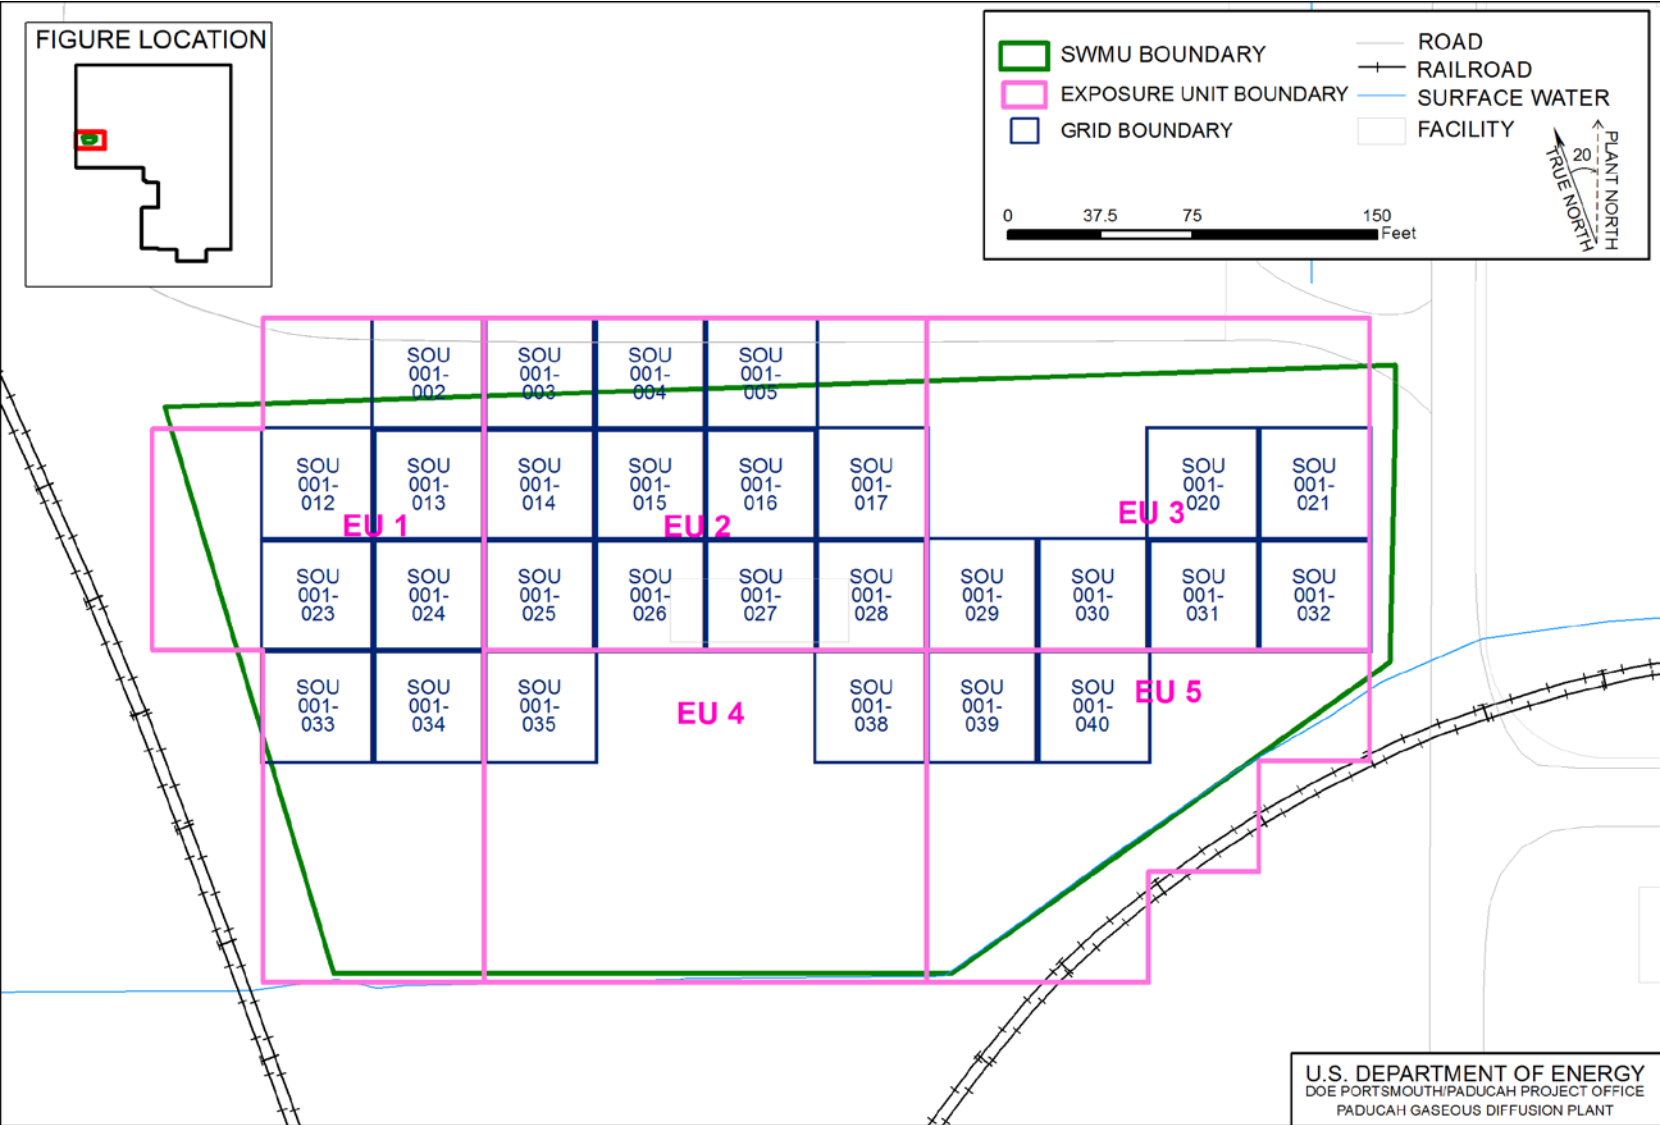 FIGURE LOCATION
SWMU BOUNDARY
EXPOSURE UNIT BOUNDARY
GRID BOUNDARY
ROAD
RAILROAD
SURFACE WATER
FACILITY
0 37.5 75 150
Feet
20
TRUE NORTH
PLANT NORTH
SOU
001-
002
SOU
001-
003
SOU
001-
004
SOU
001-
005
SOU
001-
012
SOU
001-
013
SOU
001-
014
SOU
001-
015
SOU
001-
016
SOU
001-
017
SOU
001-
020
SOU
001-
021
EU 1
EU 2
EU 3
SOU
001-
023
SOU
001-
024
SOU
001-
025
SOU
001-
026
SOU
001-
027
SOU
001-
028
SOU
001-
029
SOU
001-
030
SOU
001-
031
SOU
001-
032
SOU
001-
033
SOU
001-
034
SOU
001-
035
EU 4
SOU
001-
038
SOU
001-
039
SOU
001-
040
EU 5
U.S. DEPARTMENT OF ENERGY
DOE PORTSMOUTH/PADUCAH PROJECT OFFICE
PADUCAH GASEOUS DIFFUSION PLANT